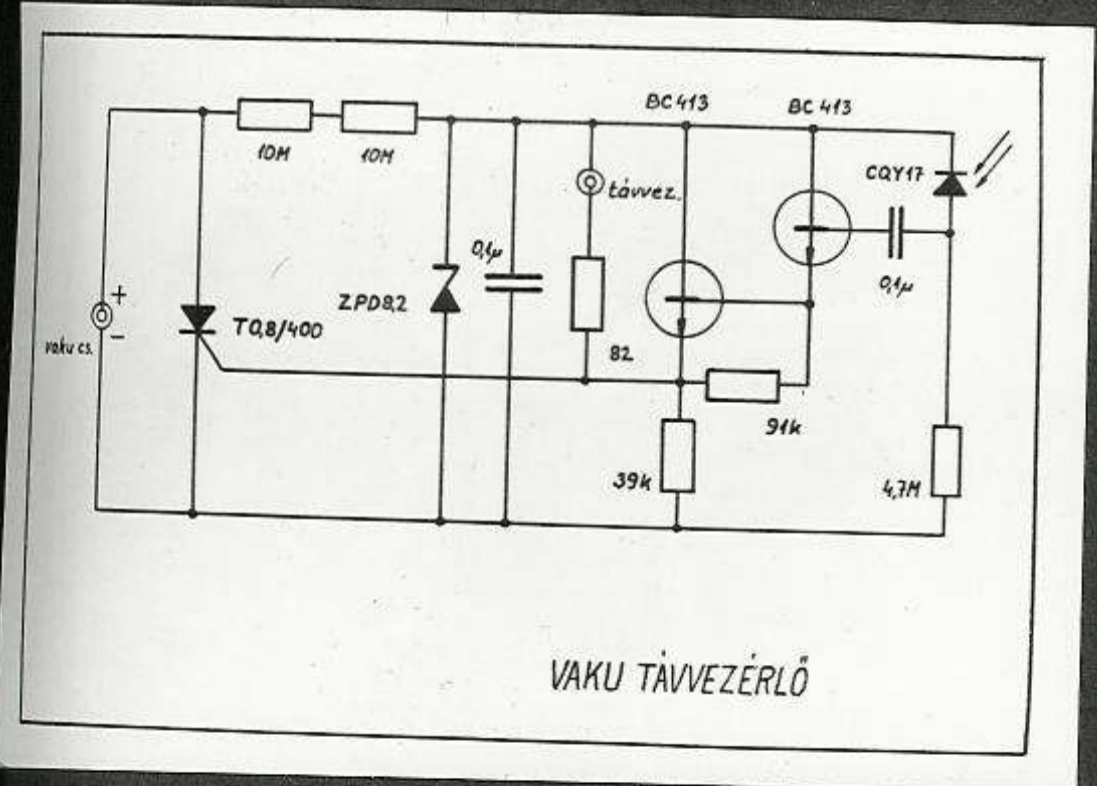 BC 413
BC 413
10M
10M
CQY17
távvez.
0,1µ
0,1µ
+
ZPD8,2
T0,8/400
–
vaku cs.
82
91k
39k
4,7M
VAKU TÁVVEZÉRLŐ